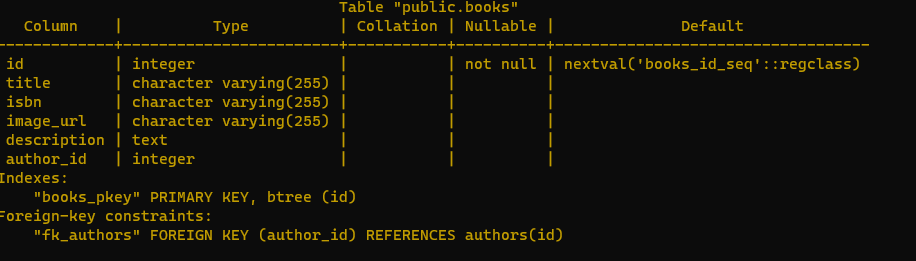 Table "public.books"
   Column    |          Type          | Collation | Nullable |              Default
-------------+------------------------+-----------+----------+-----------------------------------
 id          | integer                |           | not null | nextval('books_id_seq'::regclass)
 title       | character varying(255) |           |          |
 isbn        | character varying(255) |           |          |
 image_url   | character varying(255) |           |          |
 description | text                   |           |          |
 author_id   | integer                |           |          |
Indexes:
    "books_pkey" PRIMARY KEY, btree (id)
Foreign-key constraints:
    "fk_authors" FOREIGN KEY (author_id) REFERENCES authors(id)